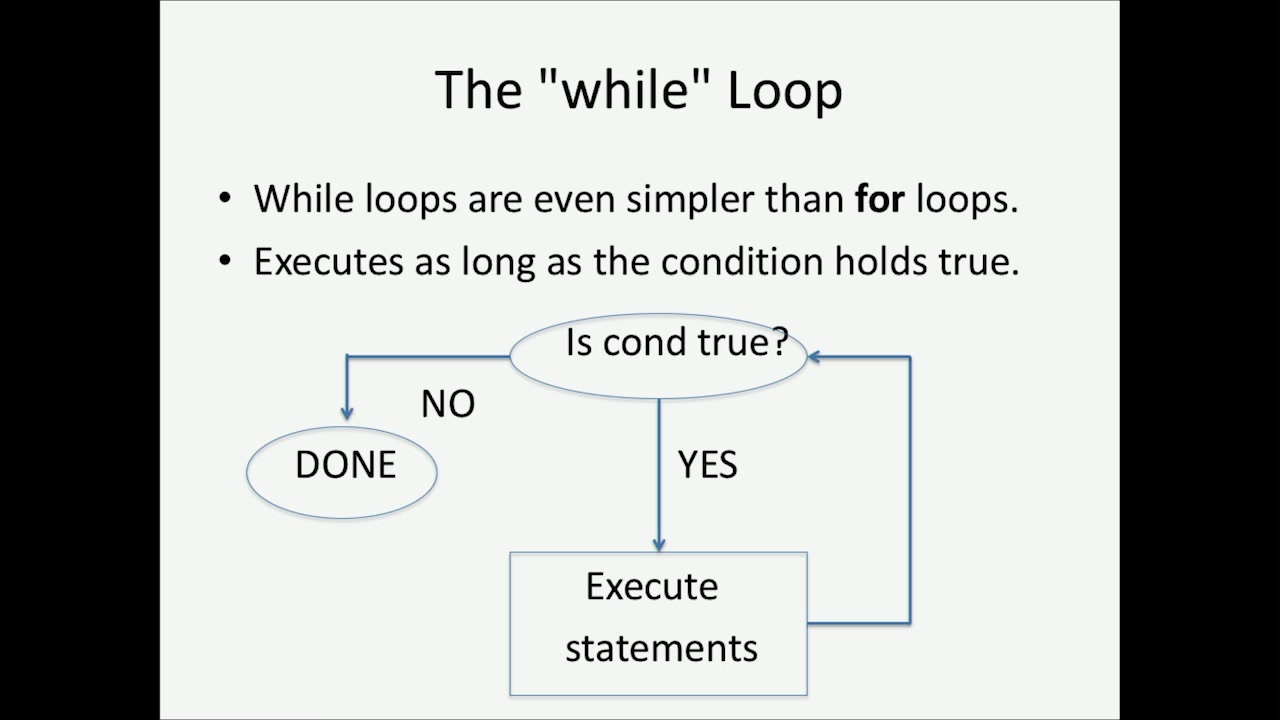 The "while" Loop
• While loops are even simpler than for loops.
• Executes as long as the condition holds true.
Is cond true?
NO
DONE
YES
Execute
statements